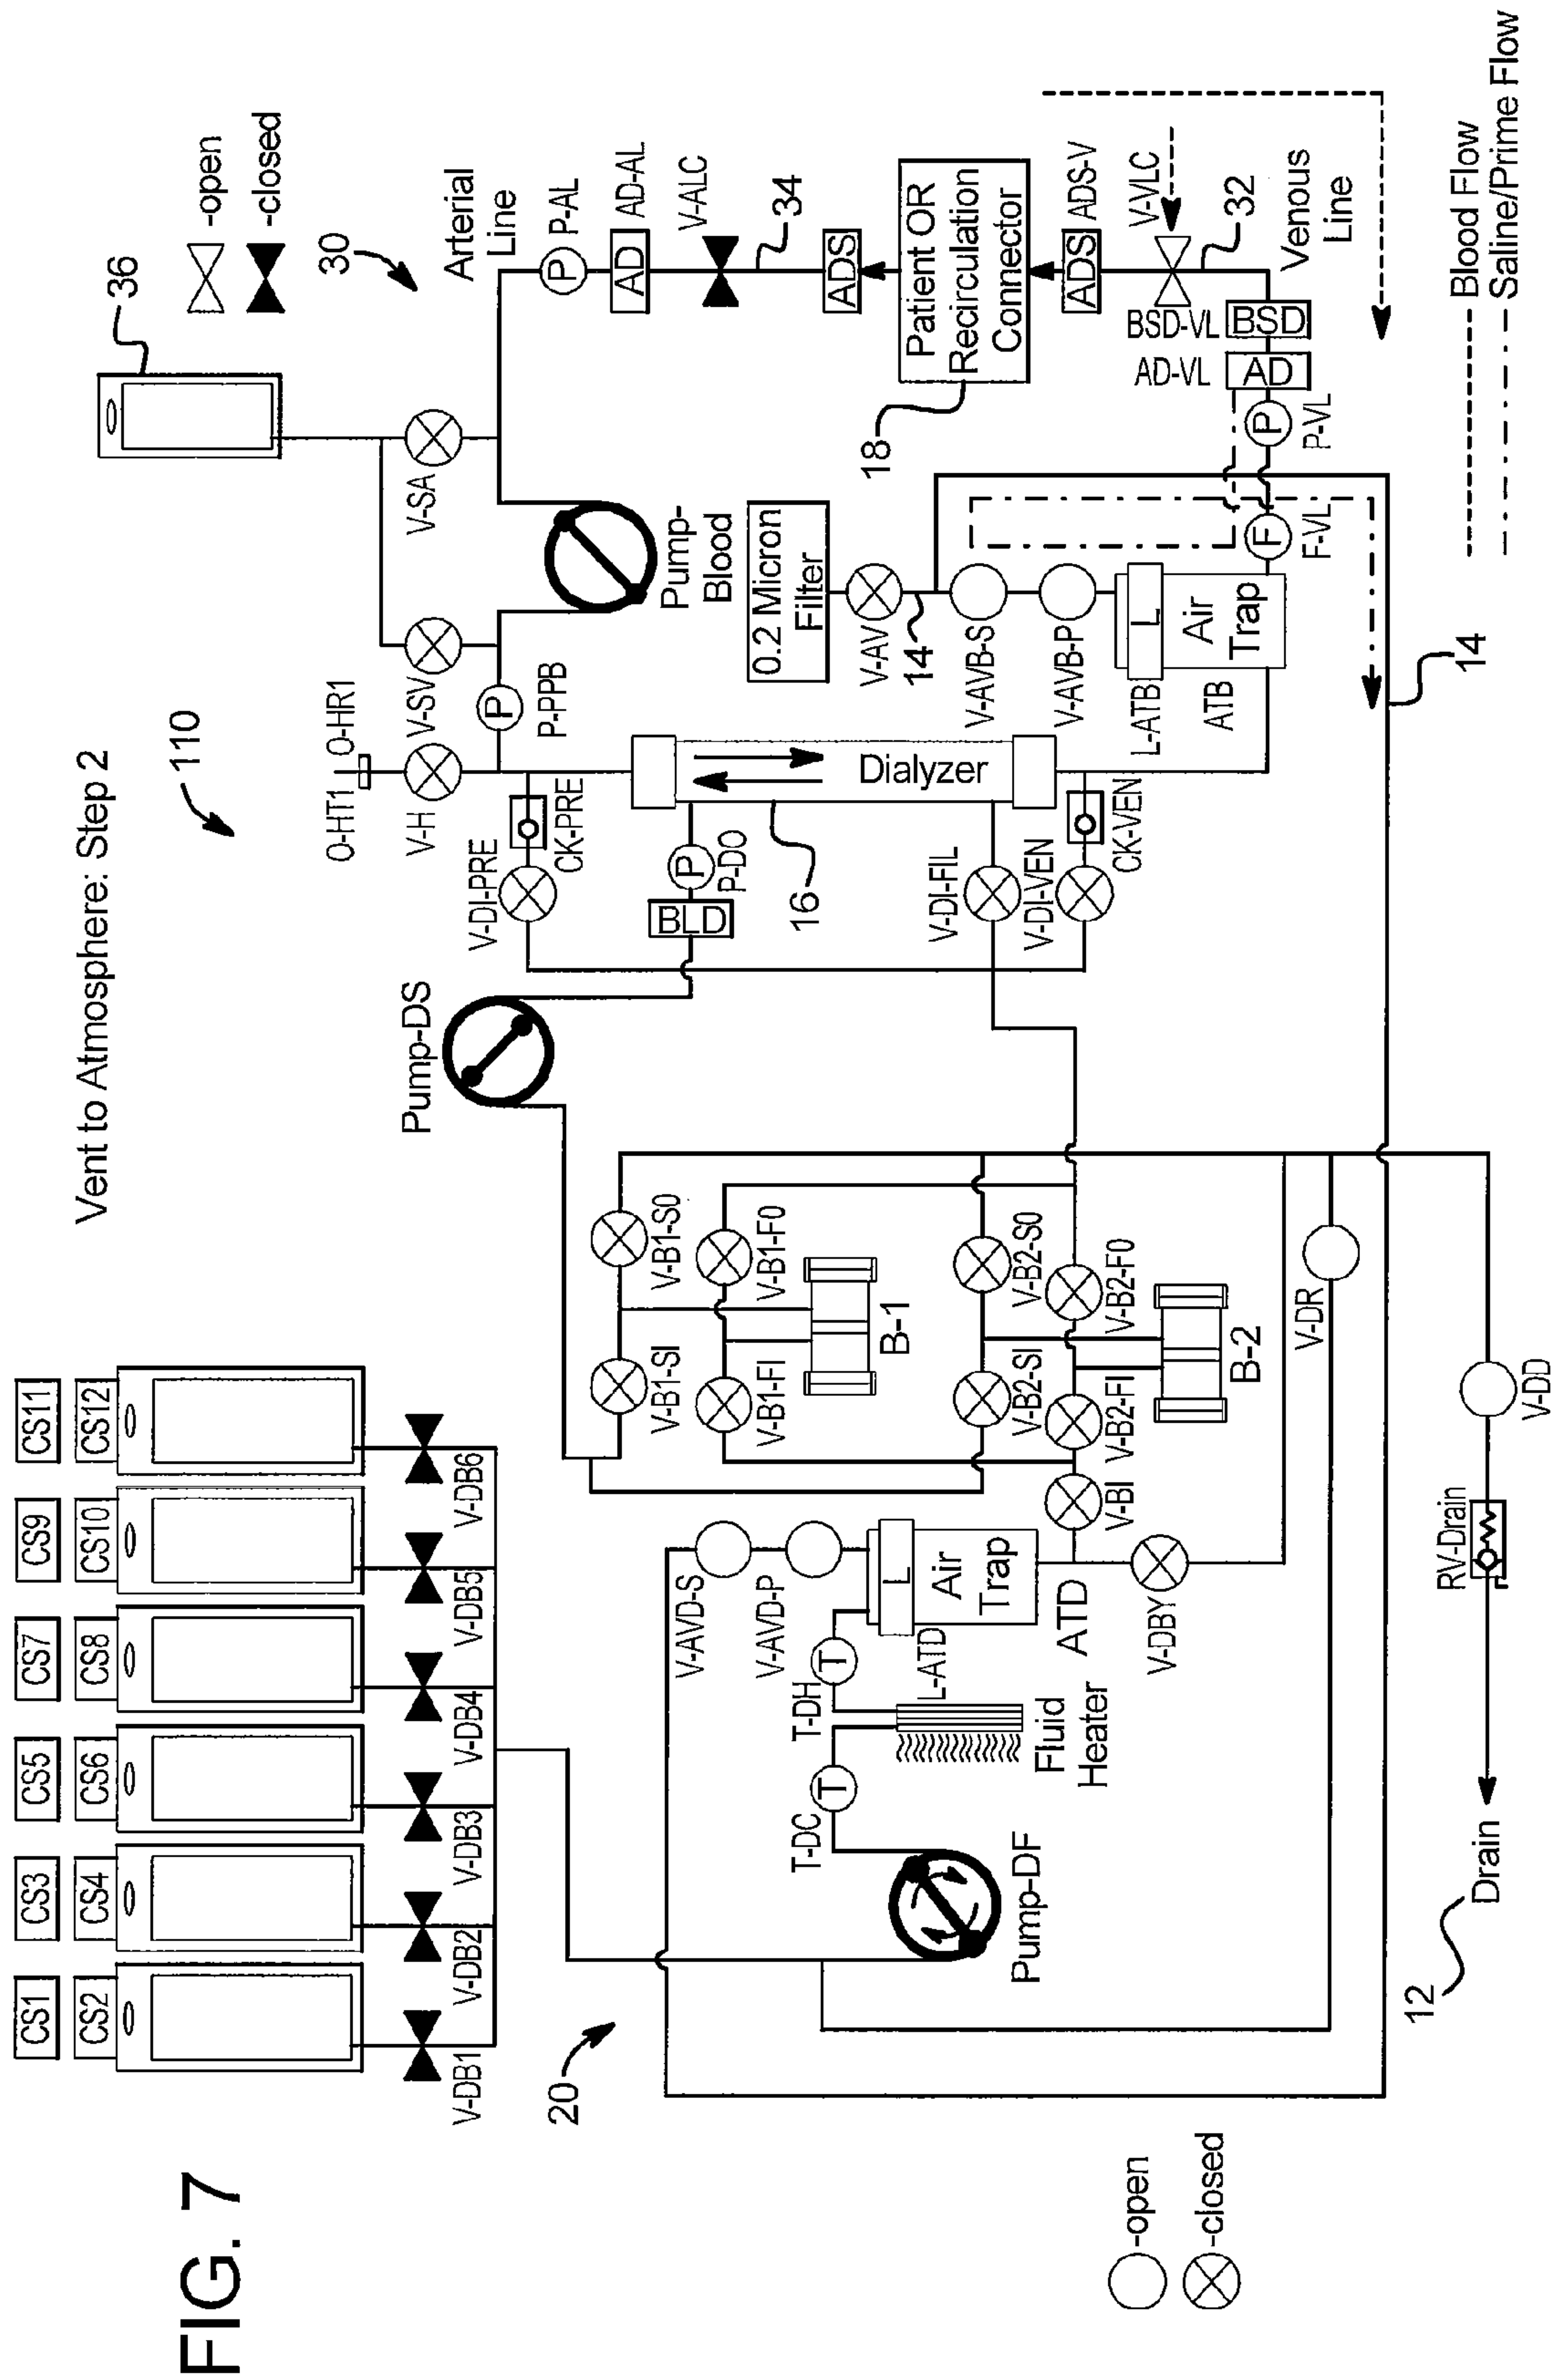 FIG. 7
Vent to Atmosphere: Step 2
110
CS1
CS2
CS3
CS4
CS5
CS6
CS7
CS8
CS9
CS10
CS11
CS12
V-DB1
V-DB2
V-DB3
V-DB4
V-DB5
V-DB6
20
36
-open
-closed
30
Arterial
Line
P-AL
P
AD-AL
AD
V-ALC
34
ADS
Patient OR
Recirculation
Connector
18
ADS
ADS-V
V-VLC
32
Venous
Line
BSD-VL
BSD
AD-VL
AD
P
P-VL
F
F-VL
V-SA
V-SV
Pump-
Blood
O-HT1
O-HR1
V-H
P
P-PPB
V-DI-PRE
CK-PRE
Dialyzer
16
P
P-DO
BLD
V-DI-FIL
V-DI-VEN
CK-VEN
Pump-DS
0.2 Micron
Filter
V-AV
14
V-AVB-S
V-AVB-P
L
L-ATB
Air
Trap
ATB
14
V-B1-S0
V-B1-SI
V-B1-F0
V-B1-FI
B-1
V-B2-S0
V-B2-SI
V-B2-F0
V-B2-FI
B-2
V-BI
V-DR
V-DD
RV-Drain
Drain
12
V-AVD-S
V-AVD-P
L
L-ATD
Air
Trap
ATD
V-DBY
T
T-DH
T
T-DC
Fluid
Heater
Pump-DF
-open
-closed
Blood Flow
Saline/Prime Flow